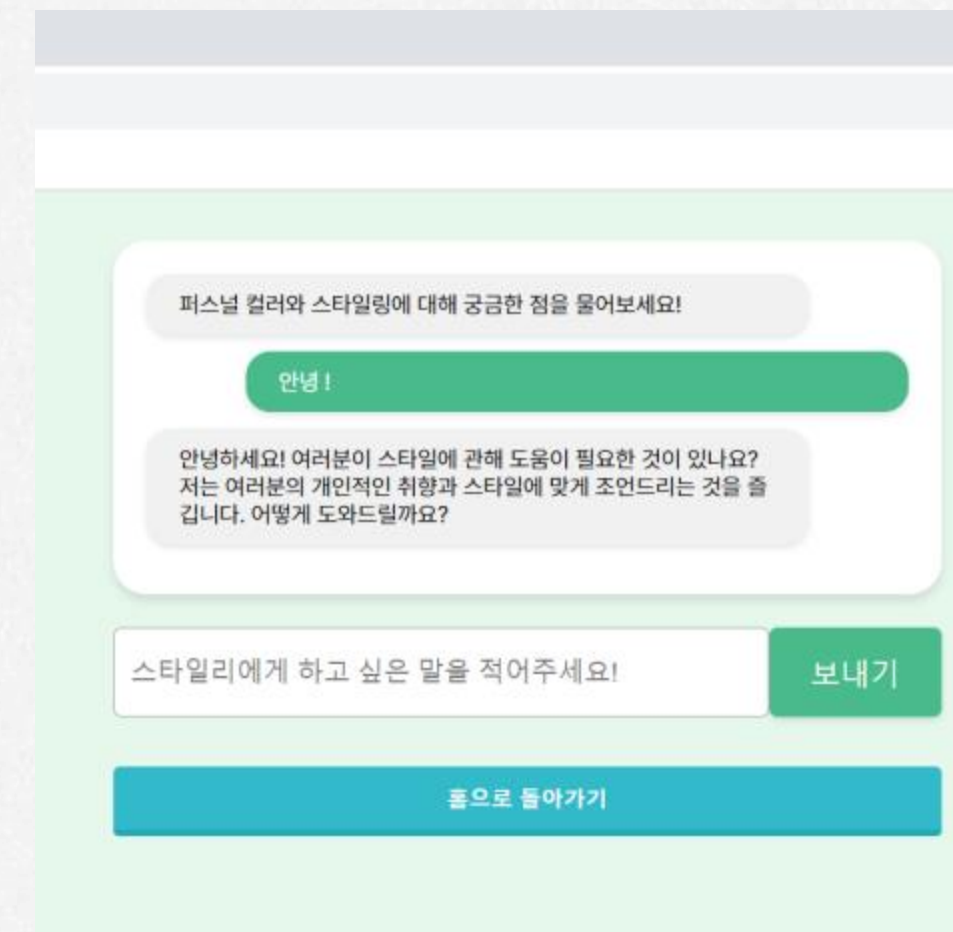 퍼스널 컬러와 스타일링에 대해 궁금한 점을 물어보세요!
안녕 !
안녕하세요! 여러분이 스타일에 관해 도움이 필요한 것이 있나요?
저는 여러분의 개인적인 취향과 스타일에 맞게 조언드리는 것을 즐
깁니다. 어떻게 도와드릴까요?
스타일리에게 하고 싶은 말을 적어주세요!
보내기
홈으로 돌아가기